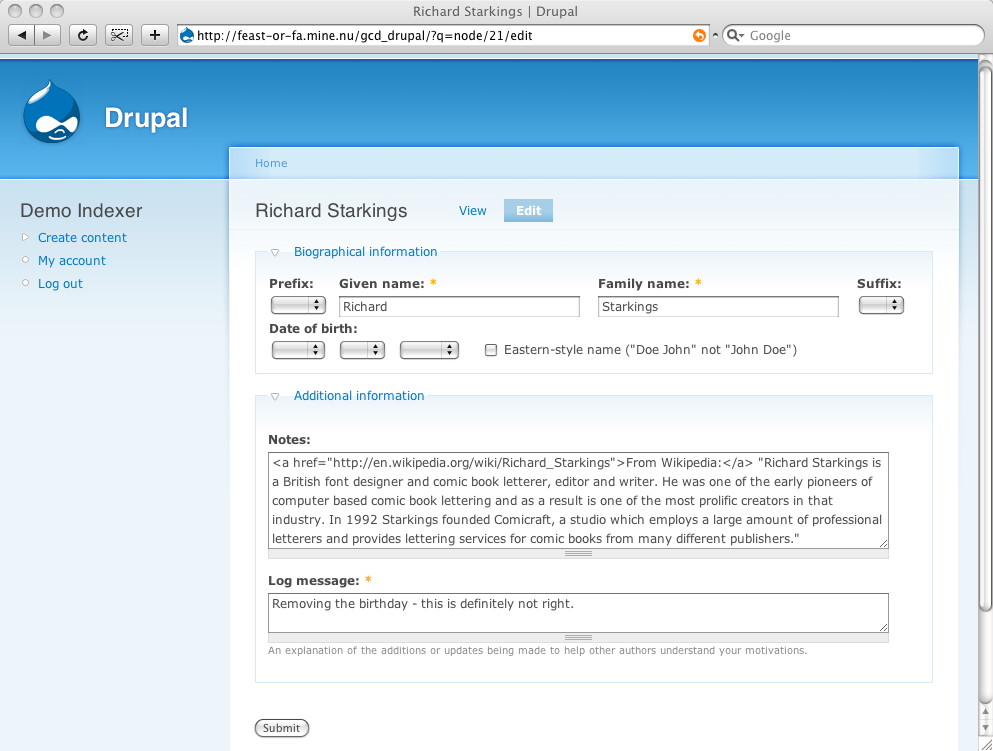 Richard Starkings | Drupal
http://feast-or-fa.mine.nu/gcd_drupal/?q=node/21/edit
Google
Drupal
Home
Demo Indexer
Create content
My account
Log out
Richard Starkings View Edit
Biographical information
Prefix: Given name: * Family name: * Suffix:
Richard Starkings
Date of birth:
Eastern-style name ("Doe John" not "John Doe")
Additional information
Notes:
<a href="http://en.wikipedia.org/wiki/Richard_Starkings">From Wikipedia:</a> "Richard Starkings is
a British font designer and comic book letterer, editor and writer. He was one of the early pioneers of
computer based comic book lettering and as a result is one of the most prolific creators in that
industry. In 1992 Starkings founded Comicraft, a studio which employs a large amount of professional
letterers and provides lettering services for comic books from many different publishers."
Log message: *
Removing the birthday - this is definitely not right.
An explanation of the additions or updates being made to help other authors understand your motivations.
Submit